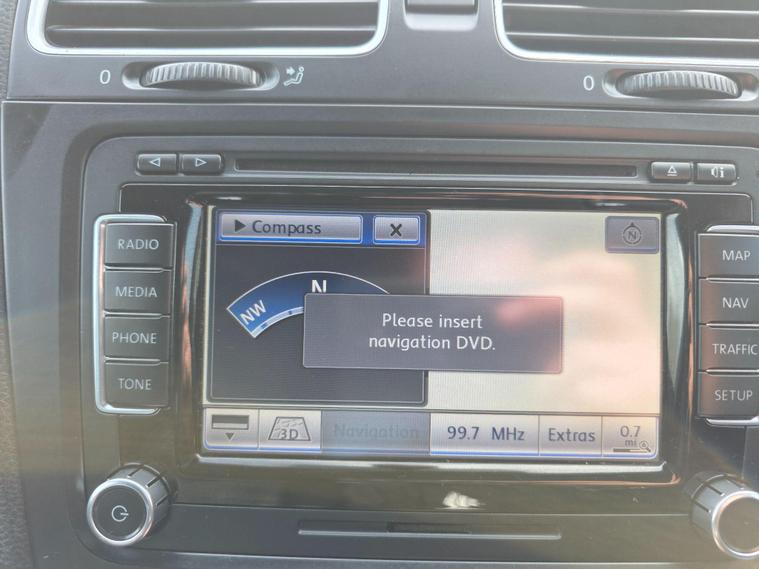 0
0
RADIO
MEDIA
PHONE
TONE
Compass
X
N
N
NW
Please insert
navigation DVD.
3D
Navigation
99.7 MHz
Extras
0.7
mi
MAP
NAV
TRAFFIC
SETUP